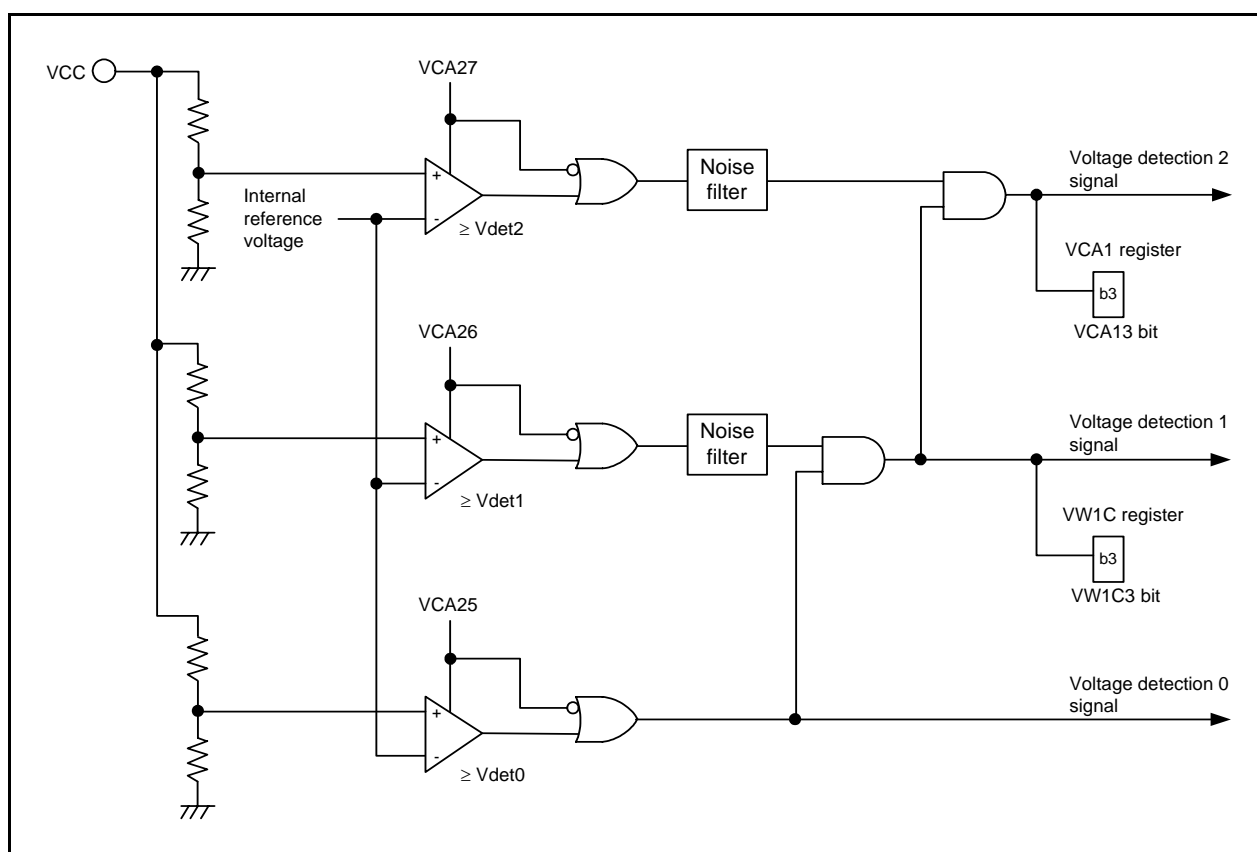 VCC
VCA27
Internal
reference
voltage
+
-
≥ Vdet2
Noise
filter
Voltage detection 2
signal
VCA1 register
b3
VCA13 bit
VCA26
+
-
≥ Vdet1
Noise
filter
Voltage detection 1
signal
VW1C register
b3
VW1C3 bit
VCA25
+
-
≥ Vdet0
Voltage detection 0
signal